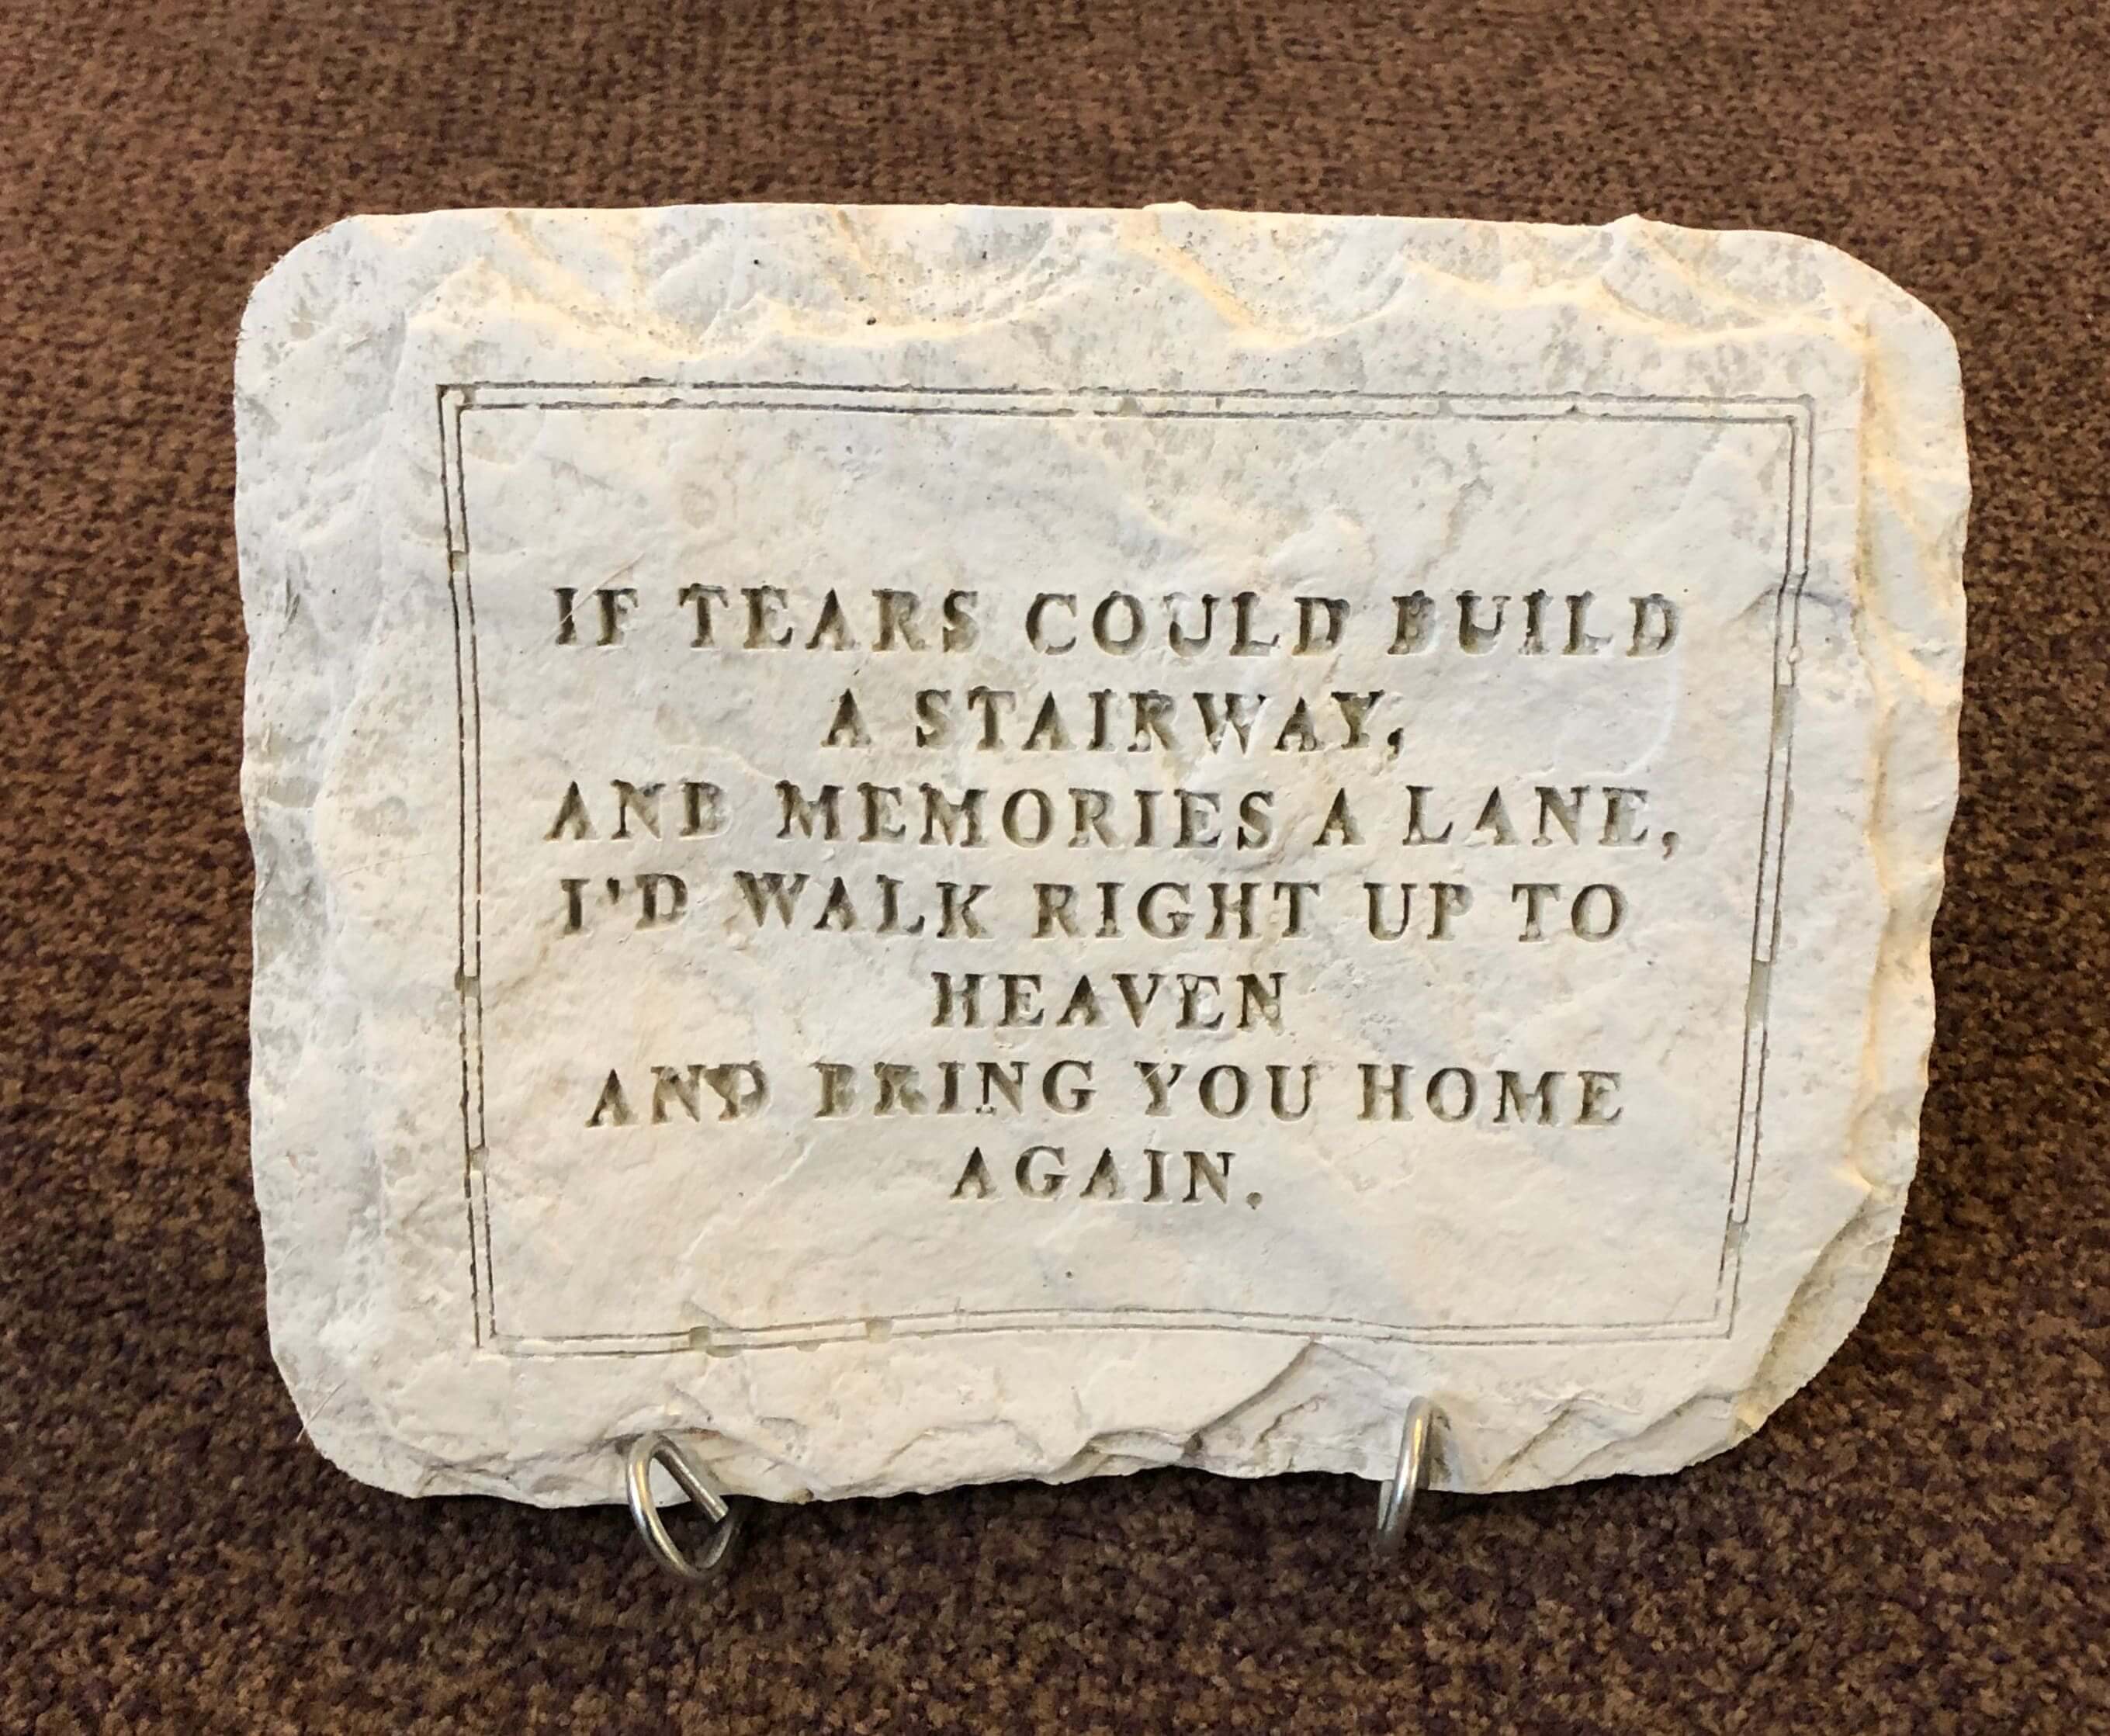 IF TEARS COULD BUILD
A STAIRWAY,
AND MEMORIES A LANE,
I'D WALK RIGHT UP TO
HEAVEN
AND BRING YOU HOME
AGAIN.